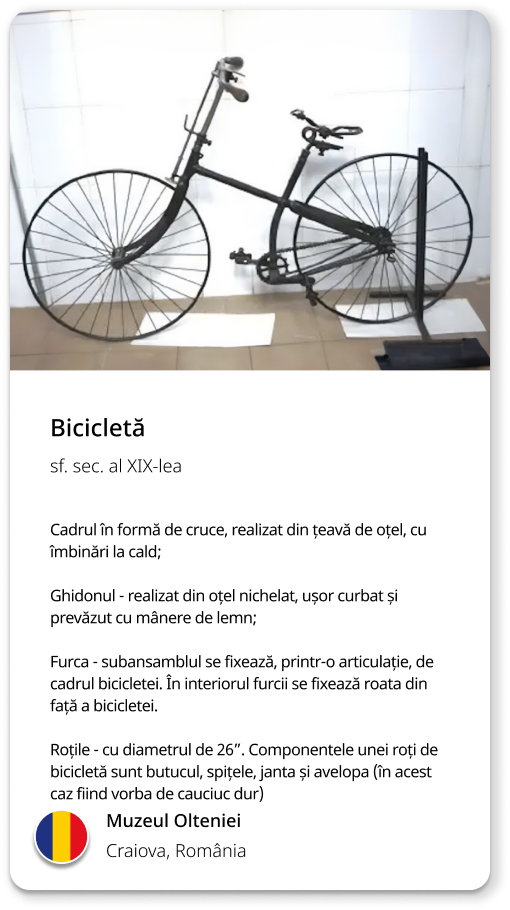 Bicicletă
sf. sec. al XIX-lea
Cadrul în formă de cruce, realizat din țeavă de oțel, cu
îmbinări la cald;
Ghidonul - realizat din oțel nichelat, ușor curbat și
prevăzut cu mânere de lemn;
Furca - subansamblul se fixează, printr-o articulație, de
cadrul bicicletei. În interiorul furcii se fixează roata din
față a bicicletei.
Roțile - cu diametrul de 26”. Componentele unei roți de
bicicletă sunt butucul, spițele, janta și avelopa (în acest
caz fiind vorba de cauciuc dur)
Muzeul Olteniei
Craiova, România